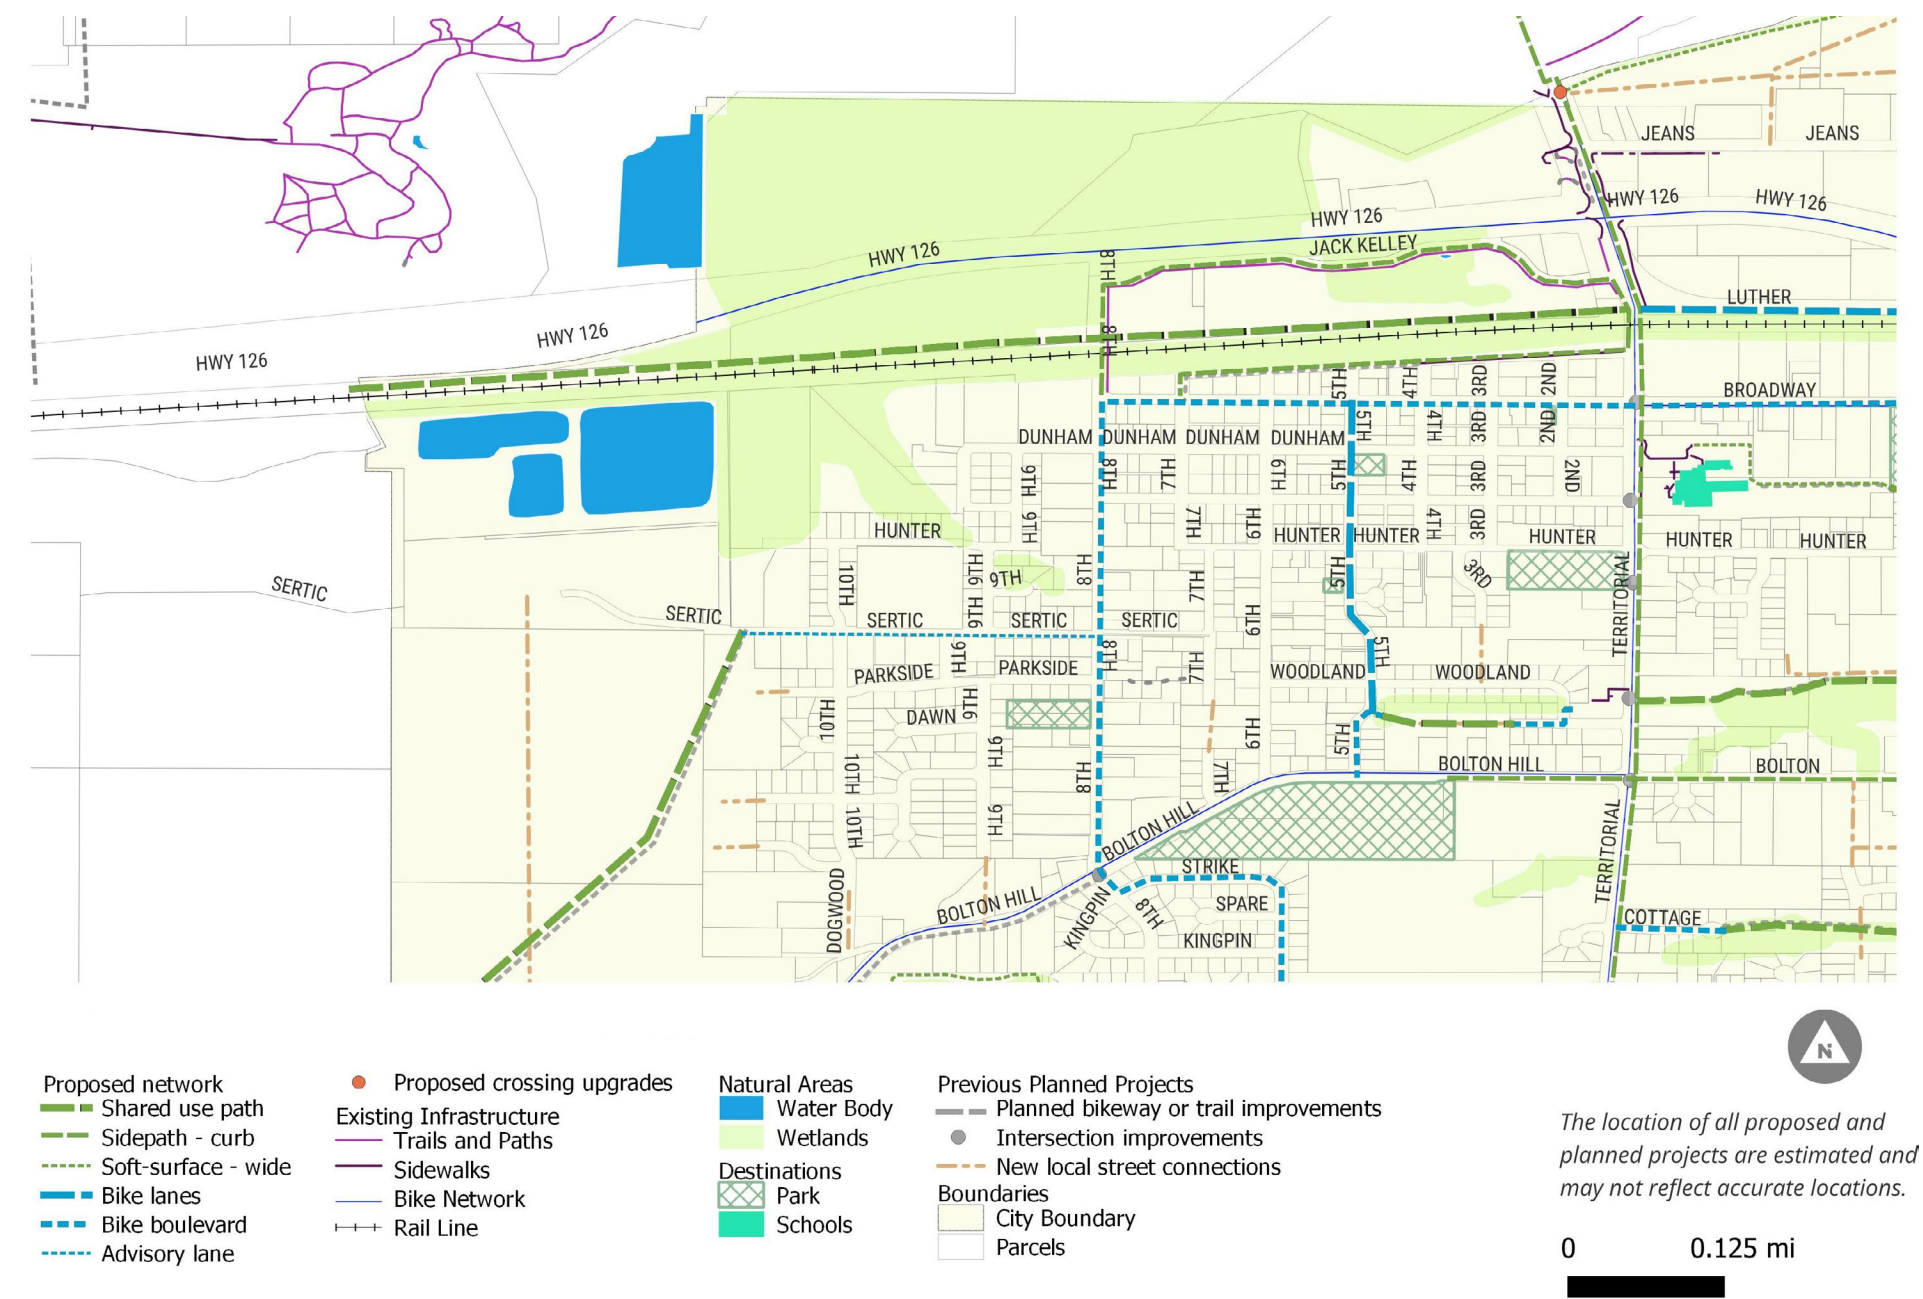 JEANS JEANS
HWY 126 HWY 126
HWY 126
HWY 126
JACK KELLEY
8TH
LUTHER
HWY 126
HWY 126
8TH
BROADWAY
5TH 4TH 3RD 2ND
5TH 4TH 3RD 2ND
DUNHAM DUNHAM DUNHAM DUNHAM
9TH 8TH 7TH 6TH 5TH 4TH 3RD 2ND
HUNTER 9TH 7TH 6TH HUNTER HUNTER 4TH 3RD HUNTER HUNTER HUNTER
SERTIC
10TH 9TH 9TH 8TH 7TH 5TH 3RD
SERTIC SERTIC 9TH SERTIC SERTIC 6TH TERRITORIAL
PARKSIDE 9TH PARKSIDE 8TH 7TH WOODLAND 5TH WOODLAND
10TH DAWN 9TH 6TH 5TH
10TH 9TH 8TH 7TH BOLTON HILL BOLTON
10TH 9TH BOLTON HILL TERRITORIAL
STRIKE
DOGWOOD BOLTON HILL KINGPIN 8TH SPARE COTTAGE
KINGPIN
N
Proposed network
Shared use path
Sidepath - curb
Soft-surface - wide
Bike lanes
Bike boulevard
Advisory lane
Proposed crossing upgrades
Existing Infrastructure
Trails and Paths
Sidewalks
Bike Network
Rail Line
Natural Areas
Water Body
Wetlands
Destinations
Park
Schools
Previous Planned Projects
Planned bikeway or trail improvements
Intersection improvements
New local street connections
Boundaries
City Boundary
Parcels
The location of all proposed and
planned projects are estimated and
may not reflect accurate locations.
0 0.125 mi